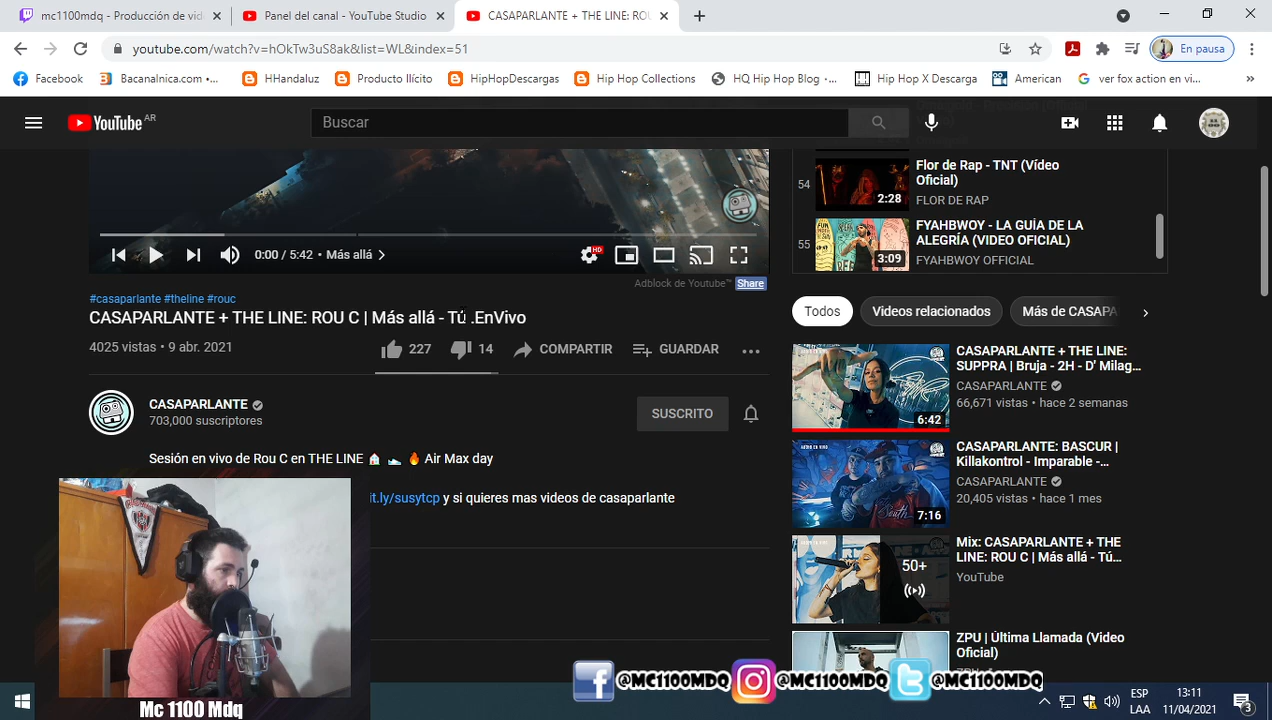 mc1100mdq - Producción de vid
Panel del canal - YouTube Studio
CASAPARLANTE + THE LINE: ROU
youtube.com/watch?v=hOkTw3uS8ak&list=WL&index=51
En pausa
Facebook
Bacanalnica.com •...
HHandaluz
Producto Ilícito
HipHopDescargas
Hip Hop Collections
HQ Hip Hop Blog •...
Hip Hop X Descarga
American
ver fox action en vi...
YouTube AR
Buscar
54
Flor de Rap - TNT (Vídeo
Oficial)
FLOR DE RAP
2:28
55
FYAHBWOY - LA GUÍA DE LA
ALEGRÍA (VIDEO OFICIAL)
FYAHBWOY OFFICIAL
3:09
0:00 / 5:42 • Más allá
HD
Adblock de Youtube™ Share
#casaparlante #theline #rouc
CASAPARLANTE + THE LINE: ROU C | Más allá - Tú .EnVivo
4025 vistas • 9 abr. 2021
227
14
COMPARTIR
GUARDAR
CASAPARLANTE
703,000 suscriptores
SUSCRITO
Sesión en vivo de Rou C en THE LINE Air Max day
it.ly/susytcp y si quieres mas videos de casaparlante
Todos
Videos relacionados
Más de CASAPA
CASAPARLANTE + THE LINE:
SUPPRA | Bruja - 2H - D' Milag...
CASAPARLANTE
66,671 vistas • hace 2 semanas
6:42
CASAPARLANTE: BASCUR |
Killakontrol - Imparable -...
CASAPARLANTE
20,405 vistas • hace 1 mes
7:16
Mix: CASAPARLANTE + THE
LINE: ROU C | Más allá - Tú...
YouTube
50+
ZPU | Última Llamada (Video
Oficial)
@MC1100MDQ
@MC1100MDQ
@MC1100MDQ
Mc 1100 Mdq
ESP
LAA
13:11
11/04/2021
3